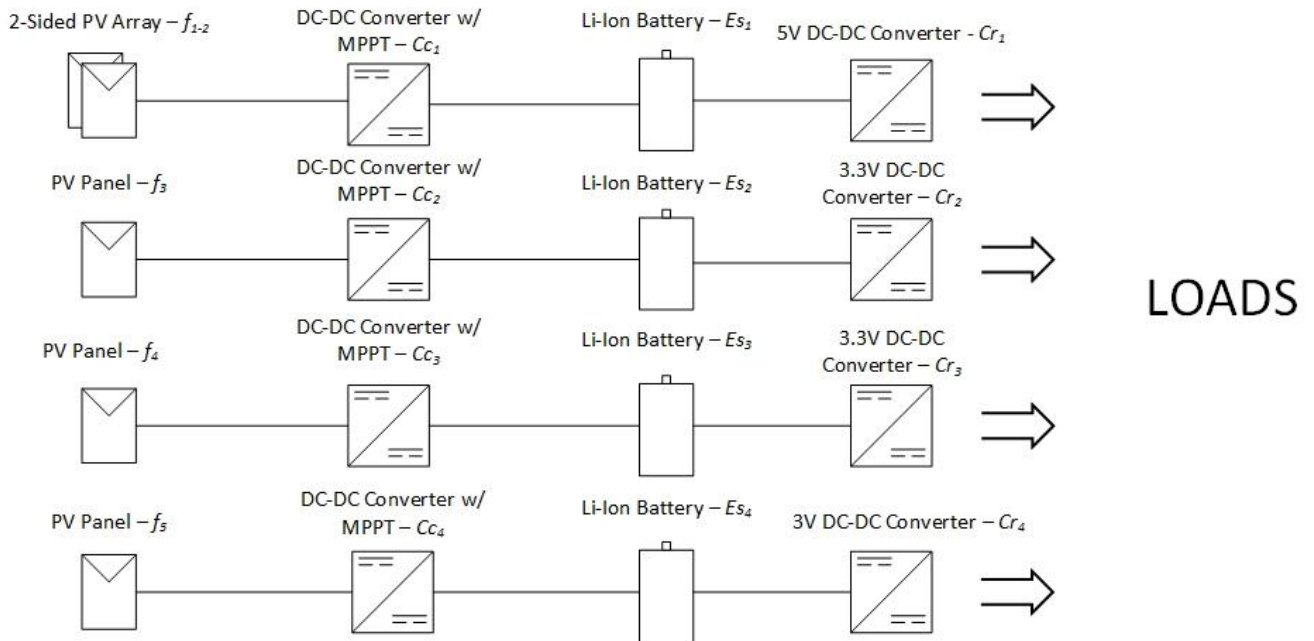 2-Sided PV Array – f1-2
DC-DC Converter w/
MPPT – Cc1
Li-Ion Battery – Es1
5V DC-DC Converter - Cr1
PV Panel – f3
DC-DC Converter w/
MPPT – Cc2
Li-Ion Battery – Es2
3.3V DC-DC
Converter – Cr2
LOADS
PV Panel – f4
DC-DC Converter w/
MPPT – Cc3
Li-Ion Battery – Es3
3.3V DC-DC
Converter – Cr3
PV Panel – f5
DC-DC Converter w/
MPPT – Cc4
Li-Ion Battery – Es4
3V DC-DC Converter – Cr4